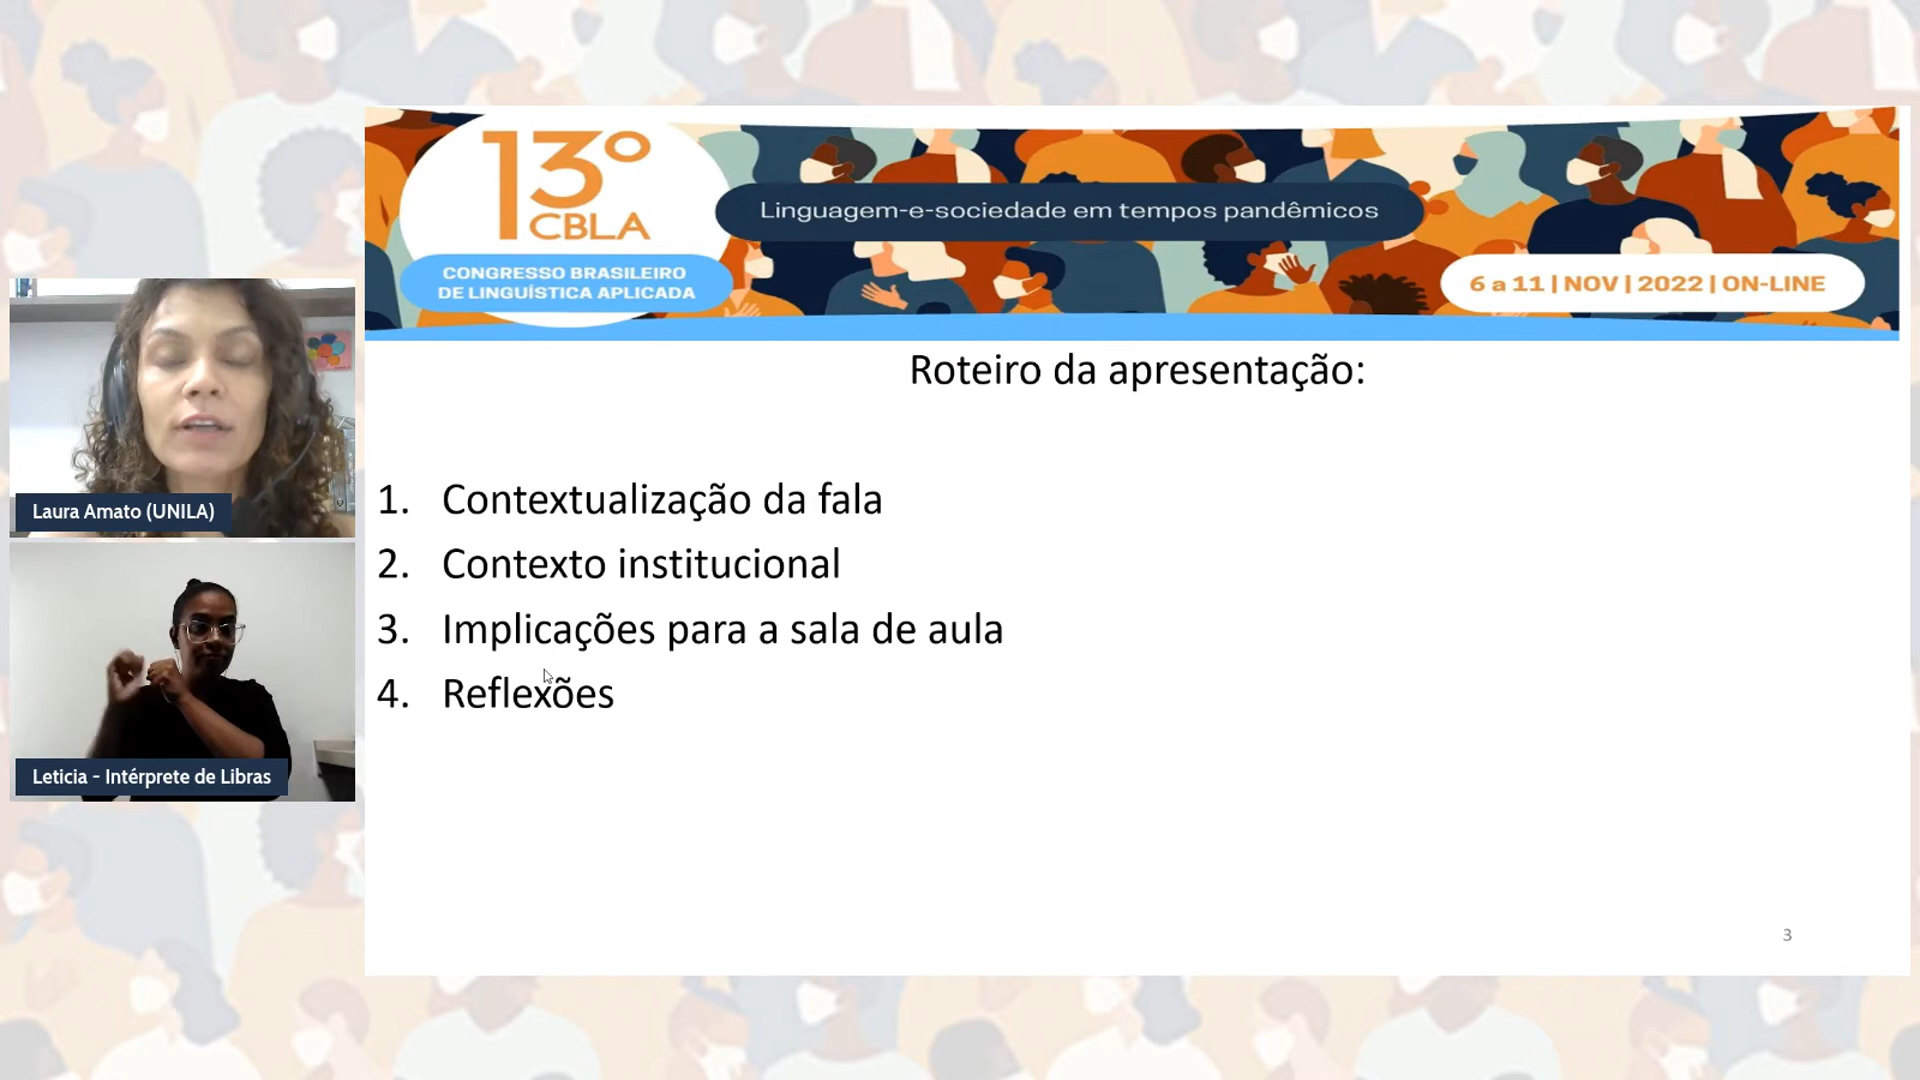 13º
CBLA
CONGRESSO BRASILEIRO
DE LINGUÍSTICA APLICADA
Linguagem-e-sociedade em tempos pandêmicos
6 a 11 | NOV | 2022 | ON-LINE
Roteiro da apresentação:
1. Contextualização da fala
2. Contexto institucional
3. Implicações para a sala de aula
4. Reflexões
3
Laura Amato (UNILA)
Leticia - Intérprete de Libras